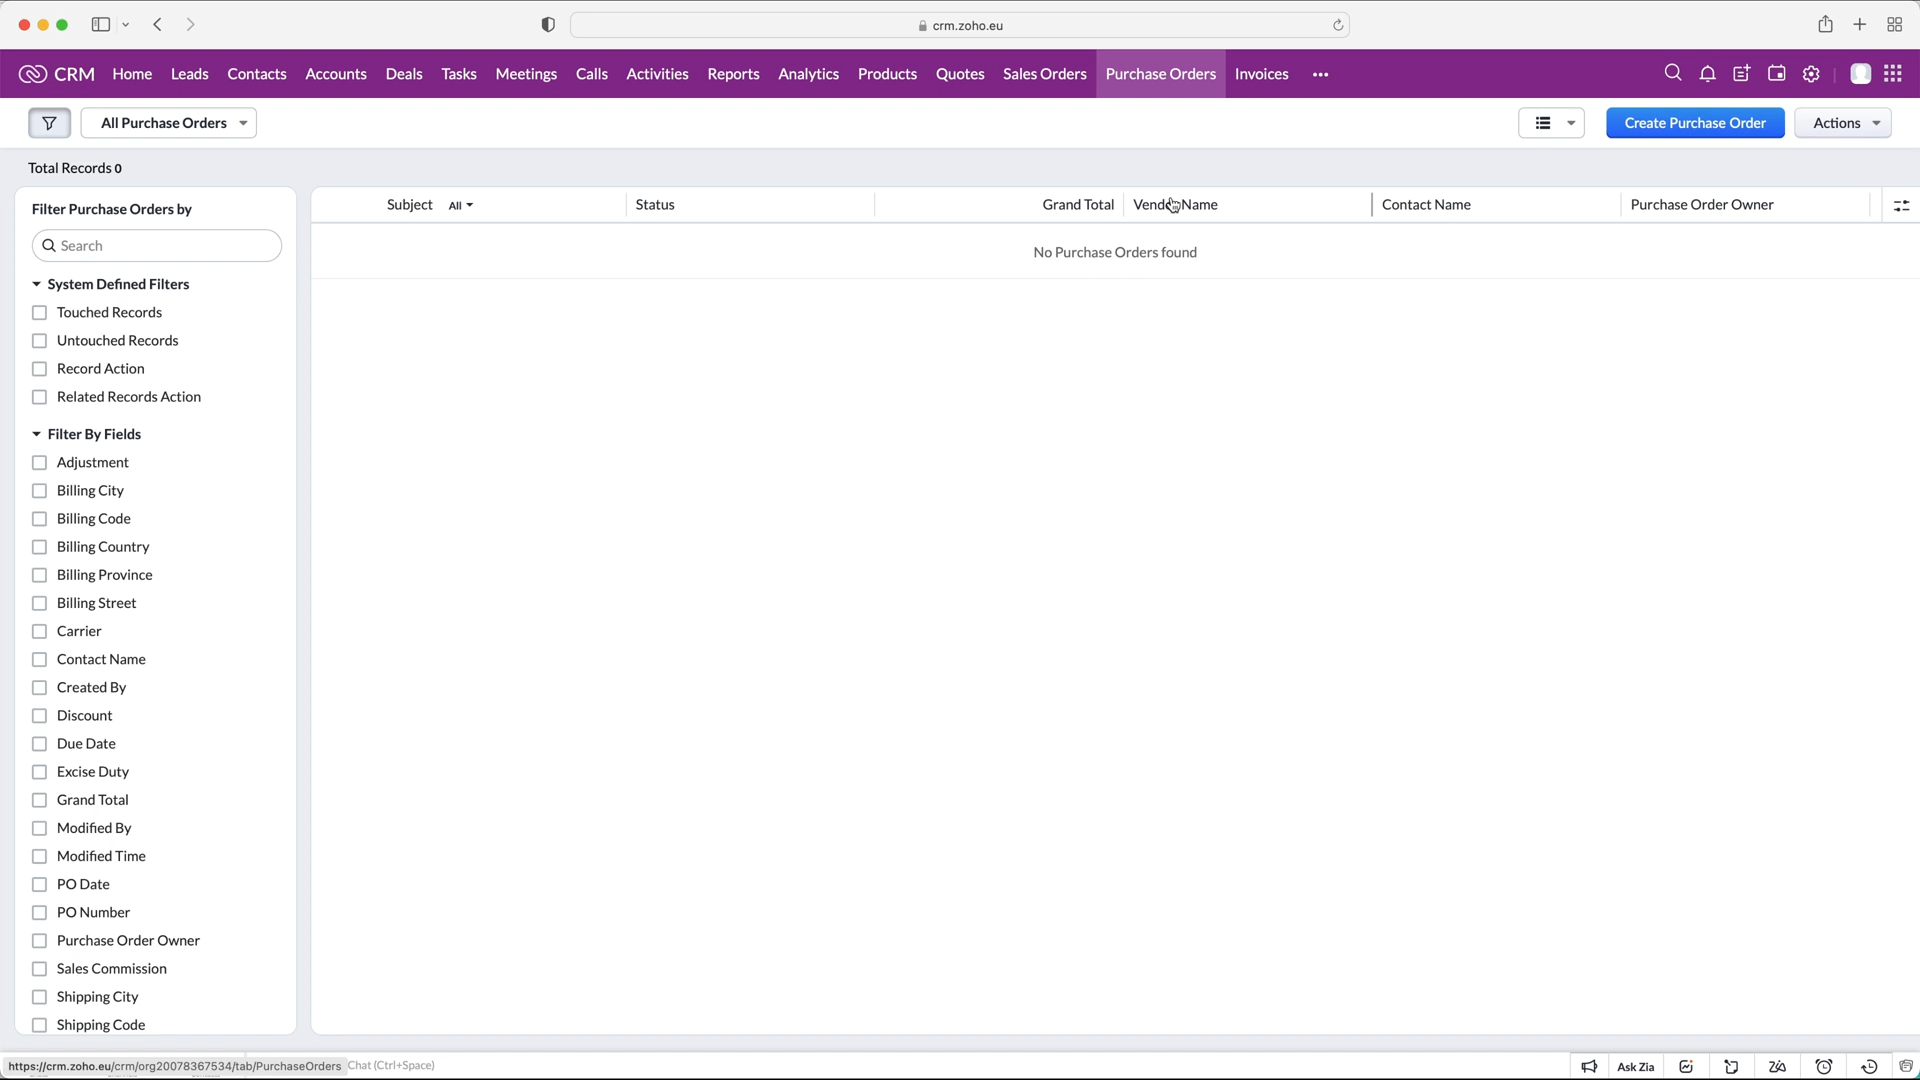 crm.zoho.eu
CRM Home Leads Contacts Accounts Deals Tasks Meetings Calls Activities Reports Analytics Products Quotes Sales Orders Purchase Orders Invoices •••
All Purchase Orders
Create Purchase Order
Actions
Total Records 0
Filter Purchase Orders by
Search
System Defined Filters
Touched Records
Untouched Records
Record Action
Related Records Action
Filter By Fields
Adjustment
Billing City
Billing Code
Billing Country
Billing Province
Billing Street
Carrier
Contact Name
Created By
Discount
Due Date
Excise Duty
Grand Total
Modified By
Modified Time
PO Date
PO Number
Purchase Order Owner
Sales Commission
Shipping City
Shipping Code
Subject All Status Grand Total Vendor Name Contact Name Purchase Order Owner
No Purchase Orders found
https://crm.zoho.eu/crm/org20078367534/tab/PurchaseOrders
Chat (Ctrl+Space)
Ask Zia